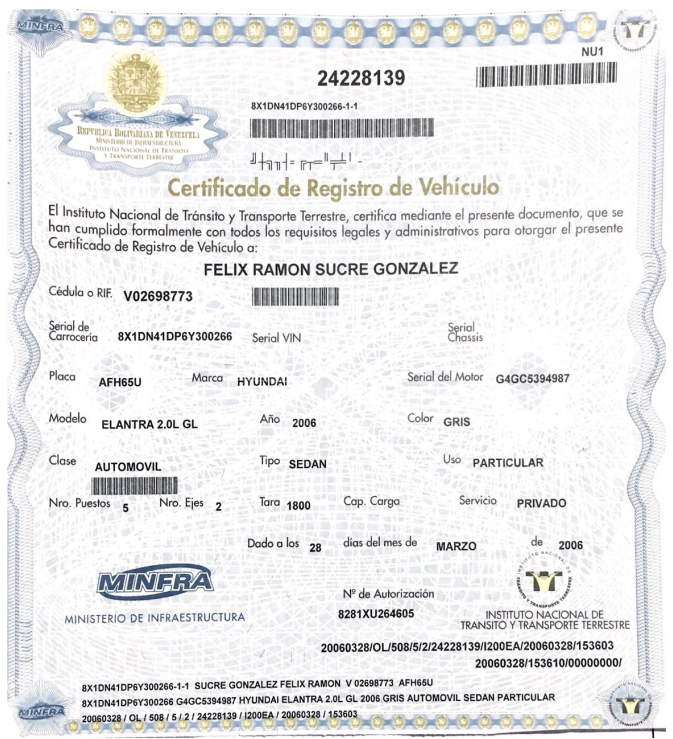 MINFRA
NU1
24228139
8X1DN41DP6Y300266-1-1
REPUBLICA BOLIVARIANA DE VENEZUELA
MINISTERIO DE INFRAESTRUCTURA
INSTITUTO NACIONAL DE TRANSITO
Y TRANSPORTE TERRESTRE
Certificado de Registro de Vehículo
El Instituto Nacional de Tránsito y Transporte Terrestre, certifica mediante el presente documento, que se
han cumplido formalmente con todos los requisitos legales y administrativos para otorgar el presente
Certificado de Registro de Vehículo a:
FELIX RAMON SUCRE GONZALEZ
Cédula o RIF. V02698773
Serial de Carrocería 8X1DN41DP6Y300266 Serial VIN Serial Chassis
Placa AFH65U Marca HYUNDAI Serial del Motor G4GC5394987
Modelo ELANTRA 2.0L GL Año 2006 Color GRIS
Clase AUTOMOVIL Tipo SEDAN Uso PARTICULAR
Nro. Puestos 5 Nro. Ejes 2 Tara 1800 Cap. Carga Servicio PRIVADO
Dado a los 28 días del mes de MARZO de 2006
MINFRA
MINISTERIO DE INFRAESTRUCTURA
Nº de Autorización
8281XU264605
INSTITUTO NACIONAL DE
TRANSITO Y TRANSPORTE TERRESTRE
20060328/OL/508/5/2/24228139/I200EA/20060328/153603
20060328/153610/00000000/
8X1DN41DP6Y300266-1-1 SUCRE GONZALEZ FELIX RAMON V 02698773 AFH65U
8X1DN41DP6Y300266 G4GC5394987 HYUNDAI ELANTRA 2.0L GL 2006 GRIS AUTOMOVIL SEDAN PARTICULAR
20060328 / OL / 508 / 5 / 2 / 24228139 / I200EA / 20060328 / 153603
MINFRA